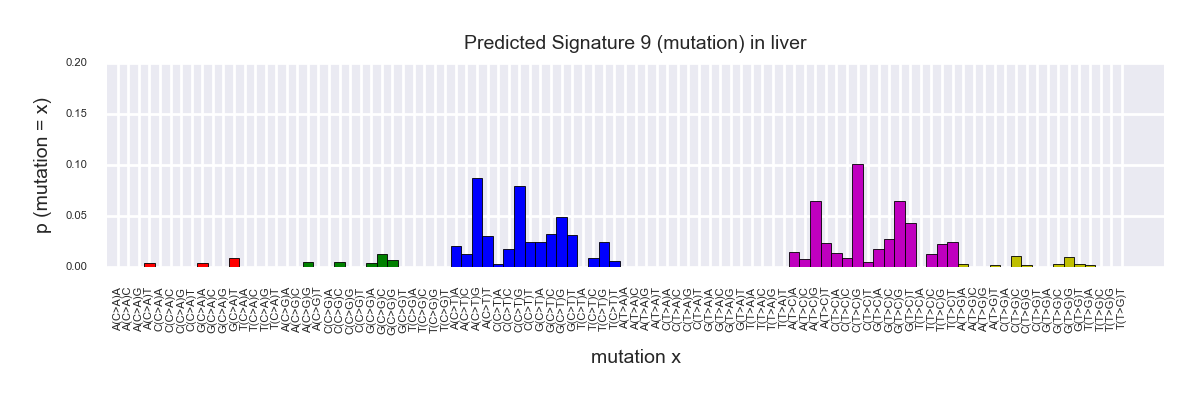 Predicted Signature 9 (mutation) in liver
0.20
0.15
0.10
0.05
0.00
p (mutation = x)
A(C>A)A
A(C>A)C
A(C>A)G
A(C>A)T
C(C>A)A
C(C>A)C
C(C>A)G
C(C>A)T
G(C>A)A
G(C>A)C
G(C>A)G
G(C>A)T
T(C>A)A
T(C>A)C
T(C>A)G
T(C>A)T
A(C>G)A
A(C>G)C
A(C>G)G
A(C>G)T
C(C>G)A
C(C>G)C
C(C>G)G
C(C>G)T
G(C>G)A
G(C>G)C
G(C>G)G
G(C>G)T
T(C>G)A
T(C>G)C
T(C>G)G
T(C>G)T
A(C>T)A
A(C>T)C
A(C>T)G
A(C>T)T
C(C>T)A
C(C>T)C
C(C>T)G
C(C>T)T
G(C>T)A
G(C>T)C
G(C>T)G
G(C>T)T
T(C>T)A
T(C>T)C
T(C>T)G
T(C>T)T
A(T>A)A
A(T>A)C
A(T>A)G
A(T>A)T
C(T>A)A
C(T>A)C
C(T>A)G
C(T>A)T
G(T>A)A
G(T>A)C
G(T>A)G
G(T>A)T
T(T>A)A
T(T>A)C
T(T>A)G
T(T>A)T
A(T>C)A
A(T>C)C
A(T>C)G
A(T>C)T
C(T>C)A
C(T>C)C
C(T>C)G
C(T>C)T
G(T>C)A
G(T>C)C
G(T>C)G
G(T>C)T
T(T>C)A
T(T>C)C
T(T>C)G
T(T>C)T
A(T>G)A
A(T>G)C
A(T>G)G
A(T>G)T
C(T>G)A
C(T>G)C
C(T>G)G
C(T>G)T
G(T>G)A
G(T>G)C
G(T>G)G
G(T>G)T
T(T>G)A
T(T>G)C
T(T>G)G
T(T>G)T
mutation x